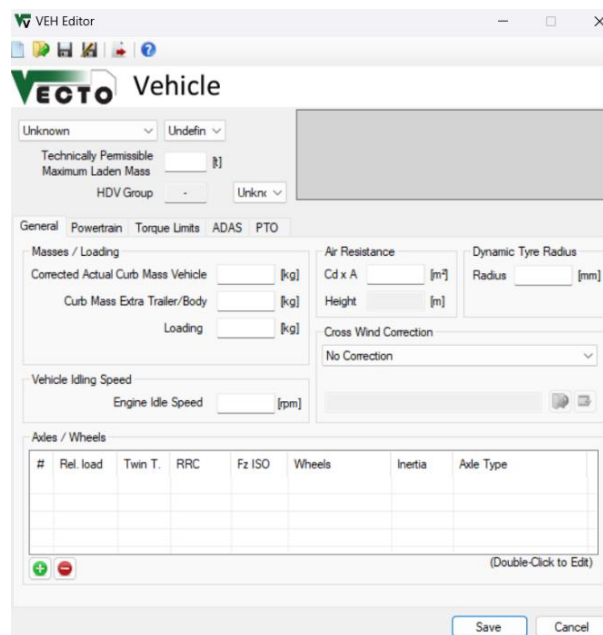 VEH Editor
VECTO Vehicle
Unknown Undefin
Technically Permissible
Maximum Laden Mass [t]
HDV Group - Unkn
General Powertrain Torque Limits ADAS PTO
Masses / Loading
Corrected Actual Curb Mass Vehicle [kg]
Curb Mass Extra Trailer/Body [kg]
Loading [kg]
Air Resistance
Cd x A [m²]
Height [m]
Dynamic Tyre Radius
Radius [mm]
Cross Wind Correction
No Correction
Vehicle Idling Speed
Engine Idle Speed [rpm]
Axles / Wheels
# Rel. load Twin T. RRC Fz ISO Wheels Inertia Axle Type
(Double-Click to Edit)
Save Cancel